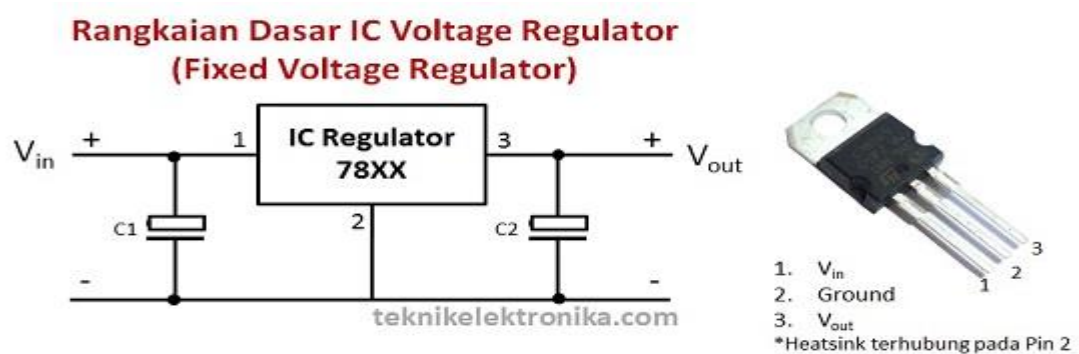 Rangkaian Dasar IC Voltage Regulator
(Fixed Voltage Regulator)
Vin
+
1
IC Regulator
78XX
3
+
Vout
2
C1
C2
-
-
teknikelektronika.com
1
2
3
1. Vin
2. Ground
3. Vout
*Heatsink terhubung pada Pin 2